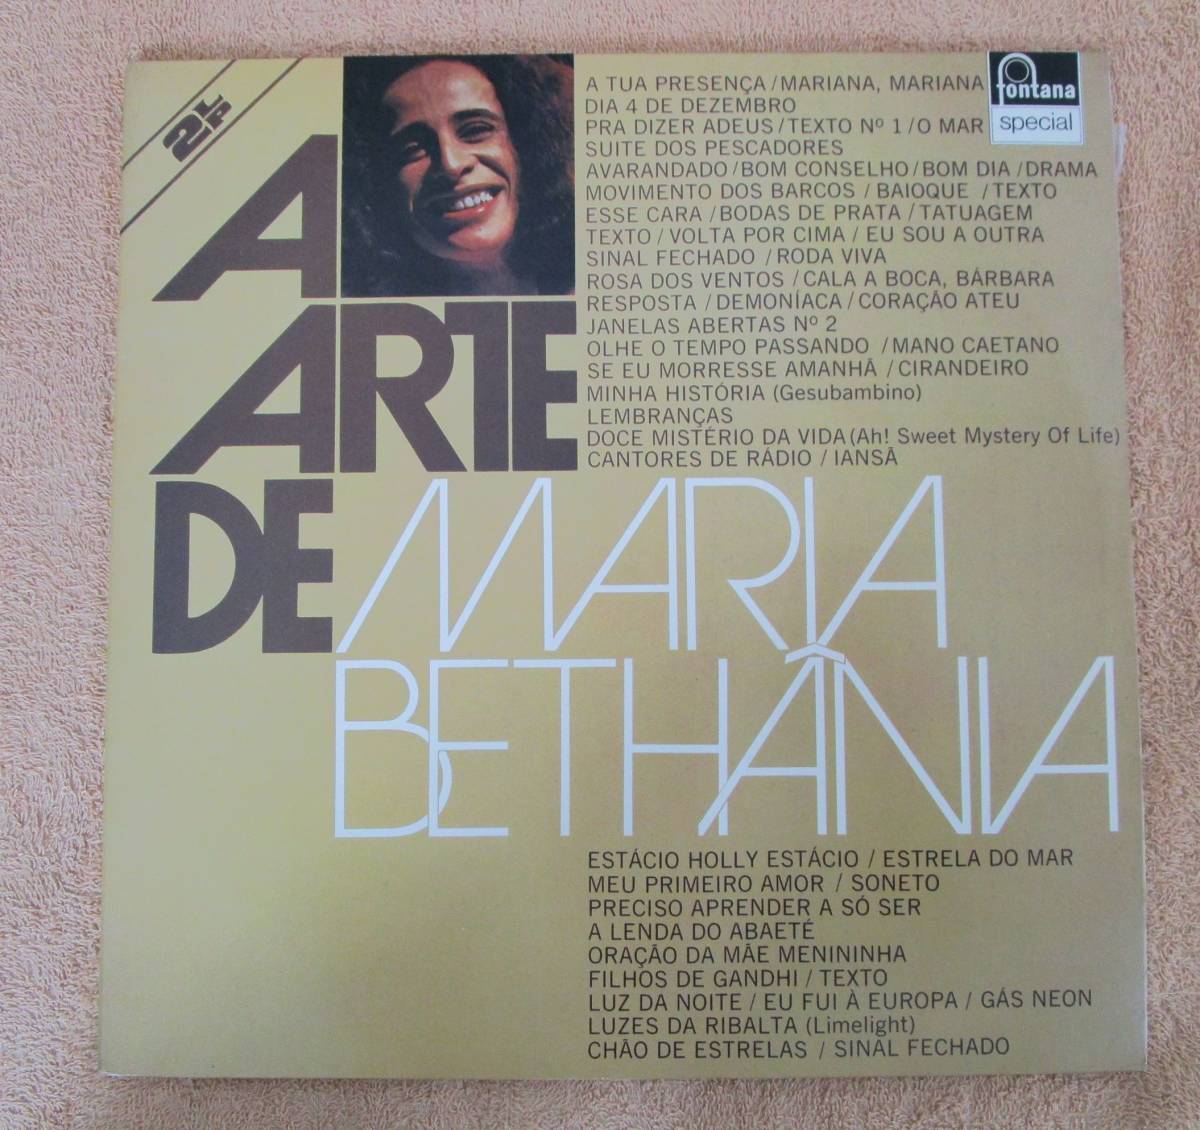 2 LP
A
ARTE
DE
MARIA
BETHÂNIA
fontana
special
A TUA PRESENÇA / MARIANA, MARIANA
DIA 4 DE DEZEMBRO
PRA DIZER ADEUS / TEXTO Nº 1 / O MAR
SUITE DOS PESCADORES
AVARANDADO / BOM CONSELHO / BOM DIA / DRAMA
MOVIMENTO DOS BARCOS / BAIOQUE / TEXTO
ESSE CARA / BODAS DE PRATA / TATUAGEM
TEXTO / VOLTA POR CIMA / EU SOU A OUTRA
SINAL FECHADO / RODA VIVA
ROSA DOS VENTOS / CALA A BOCA, BÁRBARA
RESPOSTA / DEMONÍACA / CORAÇÃO ATEU
JANELAS ABERTAS Nº 2
OLHE O TEMPO PASSANDO / MANO CAETANO
SE EU MORRESSE AMANHÃ / CIRANDEIRO
MINHA HISTÓRIA (Gesubambino)
LEMBRANÇAS
DOCE MISTÉRIO DA VIDA (Ah! Sweet Mystery Of Life)
CANTORES DE RÁDIO / IANSÃ
ESTÁCIO HOLLY ESTÁCIO / ESTRELA DO MAR
MEU PRIMEIRO AMOR / SONETO
PRECISO APRENDER A SÓ SER
A LENDA DO ABAETÉ
ORAÇÃO DA MÃE MENININHA
FILHOS DE GANDHI / TEXTO
LUZ DA NOITE / EU FUI À EUROPA / GÁS NEON
LUZES DA RIBALTA (Limelight)
CHÃO DE ESTRELAS / SINAL FECHADO